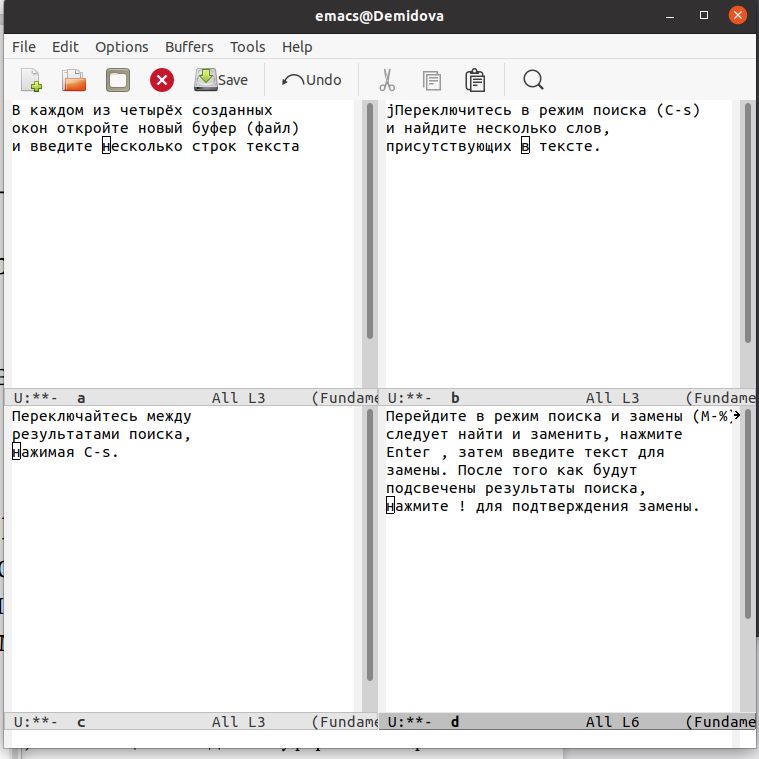 emacs@Demidova
File Edit Options Buffers Tools Help
Save Undo
В каждом из четырёх созданных
окон откройте новый буфер (файл)
и введите несколько строк текста
U:**- a All L3 (Fundame
jПереключитесь в режим поиска (C-s)
и найдите несколько слов,
присутствующих в тексте.
U:**- b All L3 (Fundame
Переключайтесь между
результатами поиска,
нажимая C-s.
U:**- c All L3 (Fundame
Перейдите в режим поиска и замены (M-%)
следует найти и заменить, нажмите
Enter , затем введите текст для
замены. После того как будут
подсвечены результаты поиска,
нажмите ! для подтверждения замены.
U:**- d All L6 (Fundame